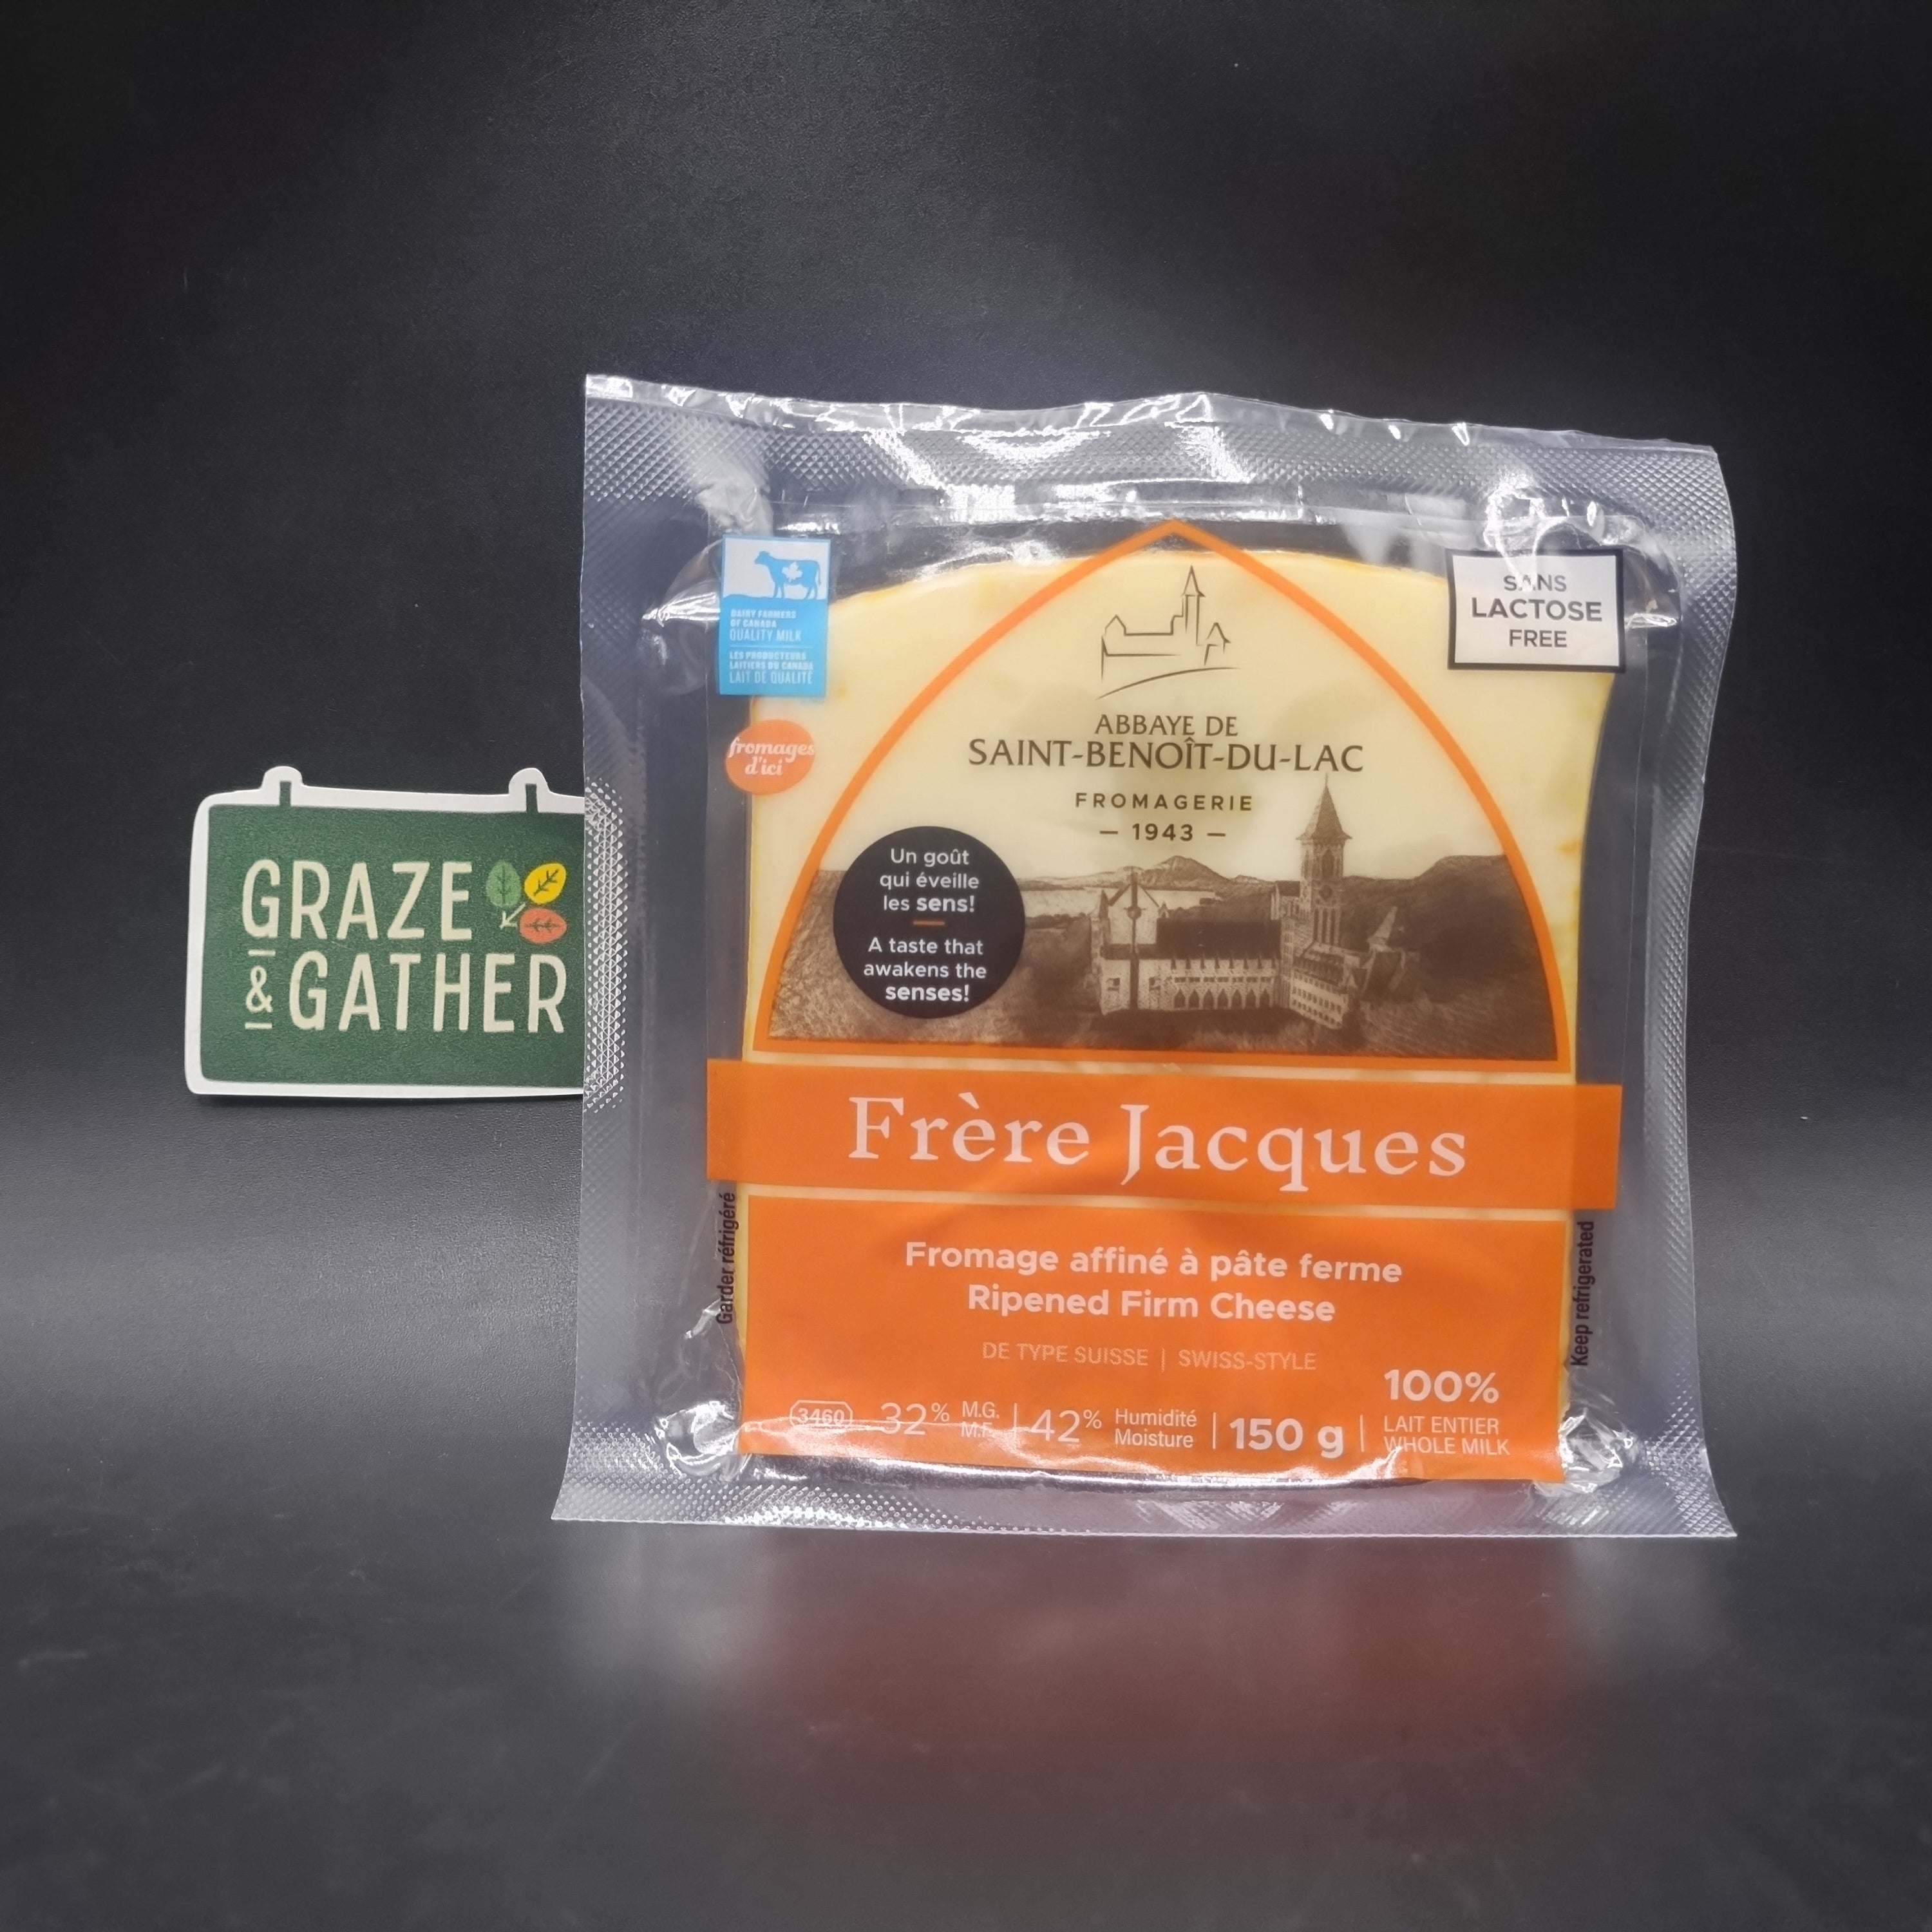 GRAZE
& GATHER
DAIRY FARMERS
OF CANADA
QUALITY MILK
LES PRODUCTEURS
LAITIERS DU CANADA
LAIT DE QUALITÉ
fromages
d'ici
SANS
LACTOSE
FREE
ABBAYE DE
SAINT-BENOÎT-DU-LAC
FROMAGERIE
— 1943 —
Un goût
qui éveille
les sens!
A taste that
awakens the
senses!
Frère Jacques
Garder réfrigéré
Keep refrigerated
Fromage affiné à pâte ferme
Ripened Firm Cheese
DE TYPE SUISSE | SWISS-STYLE
3460
32% M.G.
M.F.
42% Humidité
Moisture
150 g
100%
LAIT ENTIER
WHOLE MILK